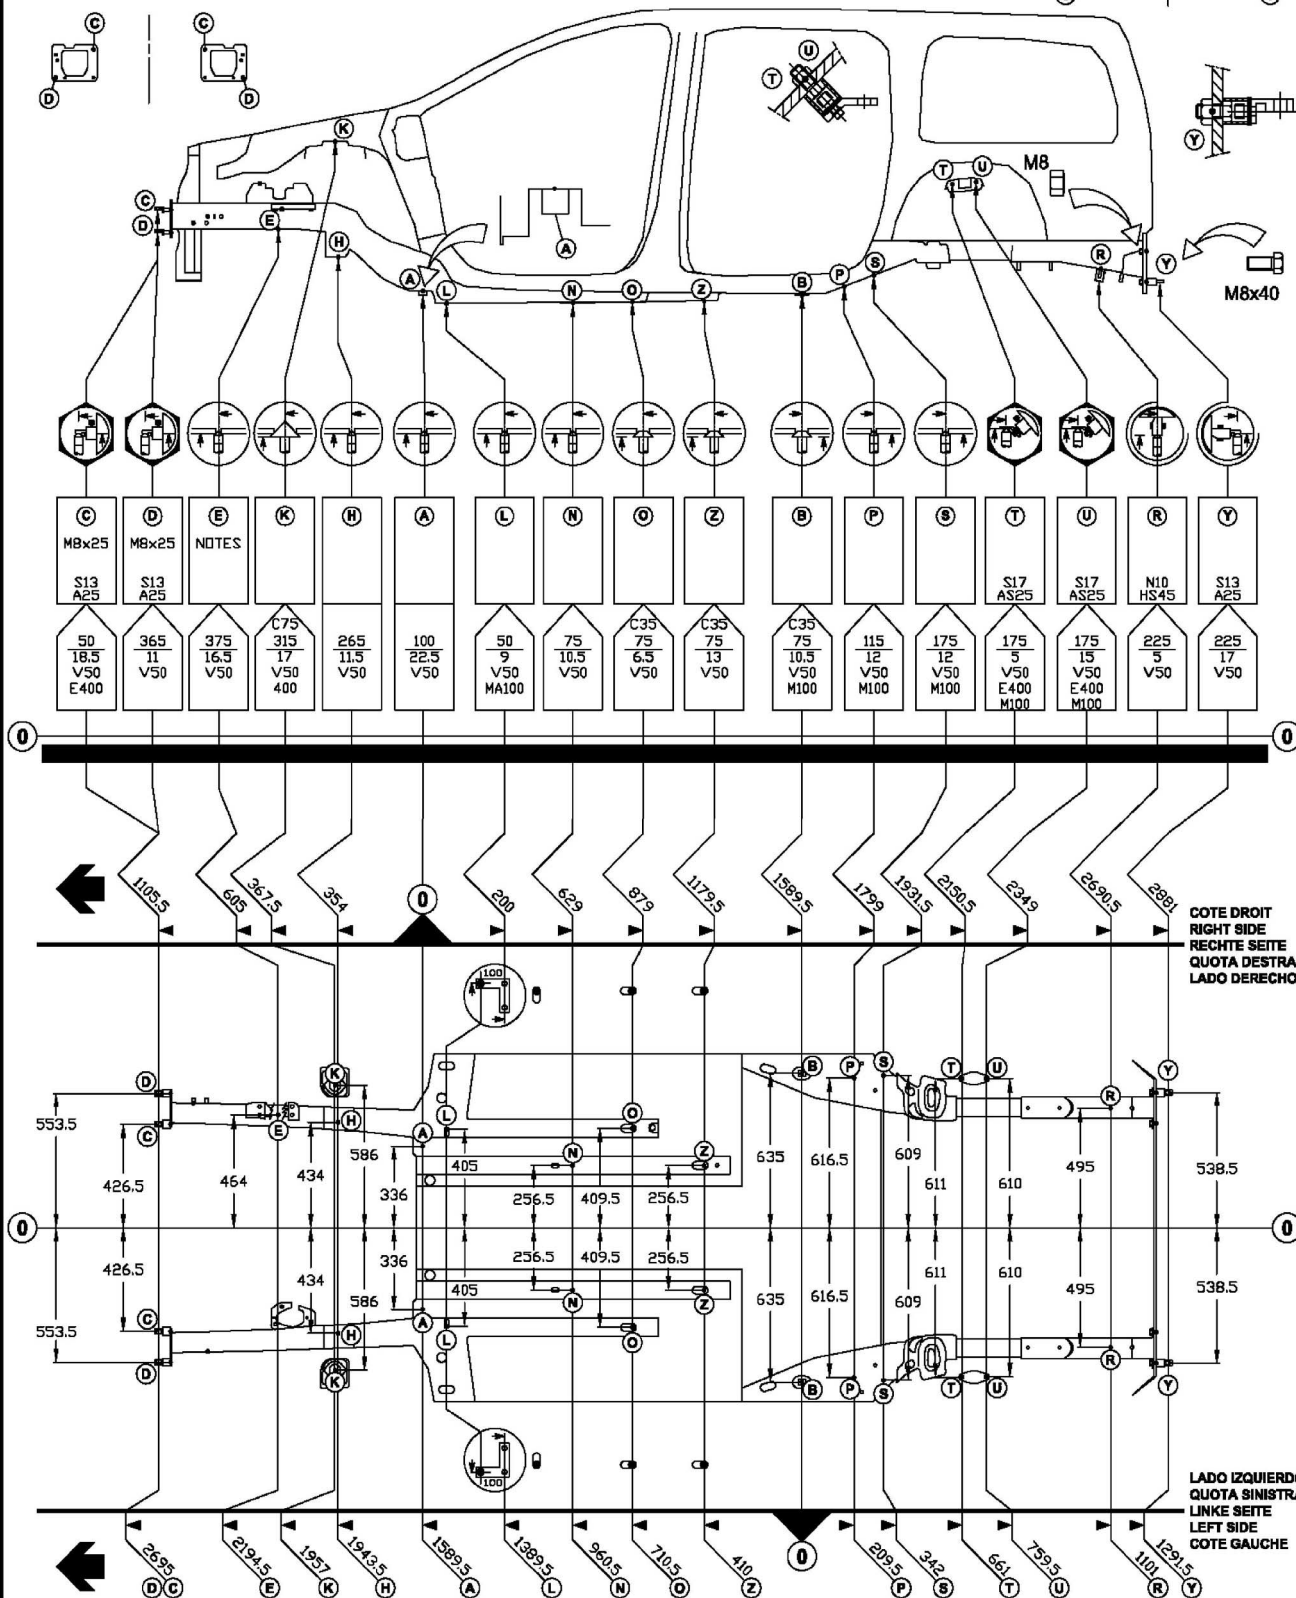 C C
D D
U
T
Y
K
T U M8
C
D
E
H
A
A
L N O Z B P S
R Y
M8x40
C D E K H A L N O Z B P S T U R Y
M8x25 M8x25 NOTES
S13 S13 S17 S17 N10 S13
A25 A25 AS25 AS25 HS45 A25
C75 C35 C35 C35
50 365 375 315 265 100 50 75 75 75 75 115 175 175 175 225 225
18.5 11 16.5 17 11.5 22.5 9 10.5 6.5 13 10.5 12 12 5 15 5 17
V50 V50 V50 V50 V50 V50 V50 V50 V50 V50 V50 V50 V50 V50 V50 V50 V50
E400 400 MA100 M100 M100 M100 E400 E400
M100 M100
0 0
1105.5 605 367.5 354 0 200 629 879 1179.5 1589.5 1799 1931.5 2150.5 2349 2690.5 2881
COTE DROIT
RIGHT SIDE
RECHTE SEITE
QUOTA DESTRA
LADO DERECHO
100
D K B P S T U Y
C E H A L O N Z R
553.5 426.5 464 434 586 336 405 256.5 409.5 256.5 635 616.5 609 611 610 495 538.5
0 0
553.5 426.5 434 586 336 405 256.5 409.5 256.5 635 616.5 609 611 610 495 538.5
C H A L N O Z R
D K B P S T U Y
100
LADO IZQUIERDO
QUOTA SINISTRA
LINKE SEITE
LEFT SIDE
COTE GAUCHE
0
2695 2194.5 1957 1943.5 1589.5 1389.5 960.5 710.5 410 209.5 342 661 759.5 1101 1291.5
D C E K H A L N O Z P S T U R Y